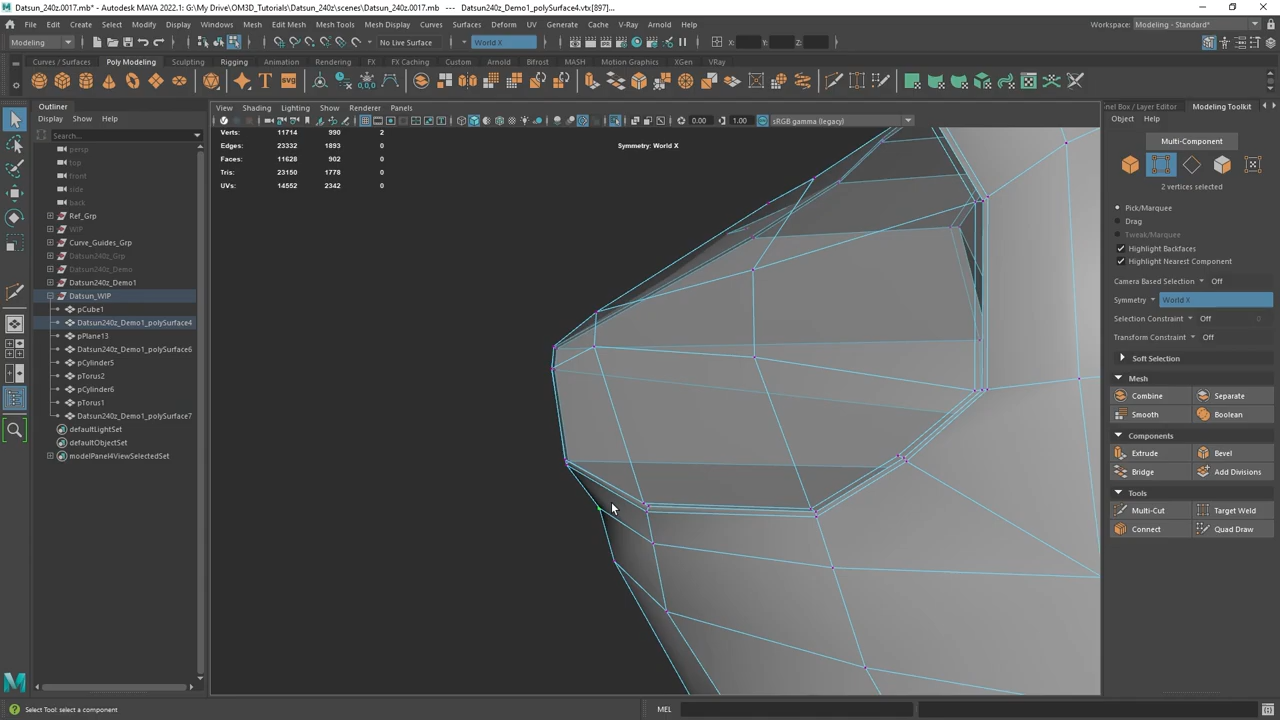 Datsun_240z.0017.mb* - Autodesk MAYA 2022.1: G:\My Drive\OM3D_Tutorials\Datsun_240z\scenes\Datsun_240z.0017.mb --- Datsun240z_Demo1_polySurface4.vtx[897]...
File Edit Create Select Modify Display Windows Mesh Edit Mesh Mesh Tools Mesh Display Curves Surfaces Deform UV Generate Cache V-Ray Arnold Help
Workspace: Modeling - Standard*
Modeling
No Live Surface
World X
X:
Y:
Z:
Curves / Surfaces Poly Modeling Sculpting Rigging Animation Rendering FX FX Caching Custom Arnold Bifrost MASH Motion Graphics XGen VRay
Outliner
Display Show Help
Search...
persp
top
front
side
back
Ref_Grp
WIP
Curve_Guides_Grp
Datsun240z_Grp
Datsun240z_Demo
Datsun240z_Demo1
Datsun_WIP
pCube1
Datsun240z_Demo1_polySurface4
pPlane13
Datsun240z_Demo1_polySurface6
pCylinder5
pTorus2
pCylinder6
pTorus1
Datsun240z_Demo1_polySurface7
defaultLightSet
defaultObjectSet
modelPanel4ViewSelectedSet
View Shading Lighting Show Renderer Panels
0.00
1.00
sRGB gamma (legacy)
Verts: 11714 990 2
Edges: 23332 1893 0
Faces: 11628 902 0
Tris: 23150 1778 0
UVs: 14552 2342 0
Symmetry: World X
nel Box / Layer Editor
Modeling Toolkit
Object Help
Multi-Component
2 vertices selected
Pick/Marquee
Drag
Tweak/Marquee
Highlight Backfaces
Highlight Nearest Component
Camera Based Selection Off
Symmetry World X
Selection Constraint Off
Transform Constraint Off
Soft Selection
Mesh
Combine Separate
Smooth Boolean
Components
Extrude Bevel
Bridge Add Divisions
Tools
Multi-Cut Target Weld
Connect Quad Draw
Select Tool: select a component
MEL